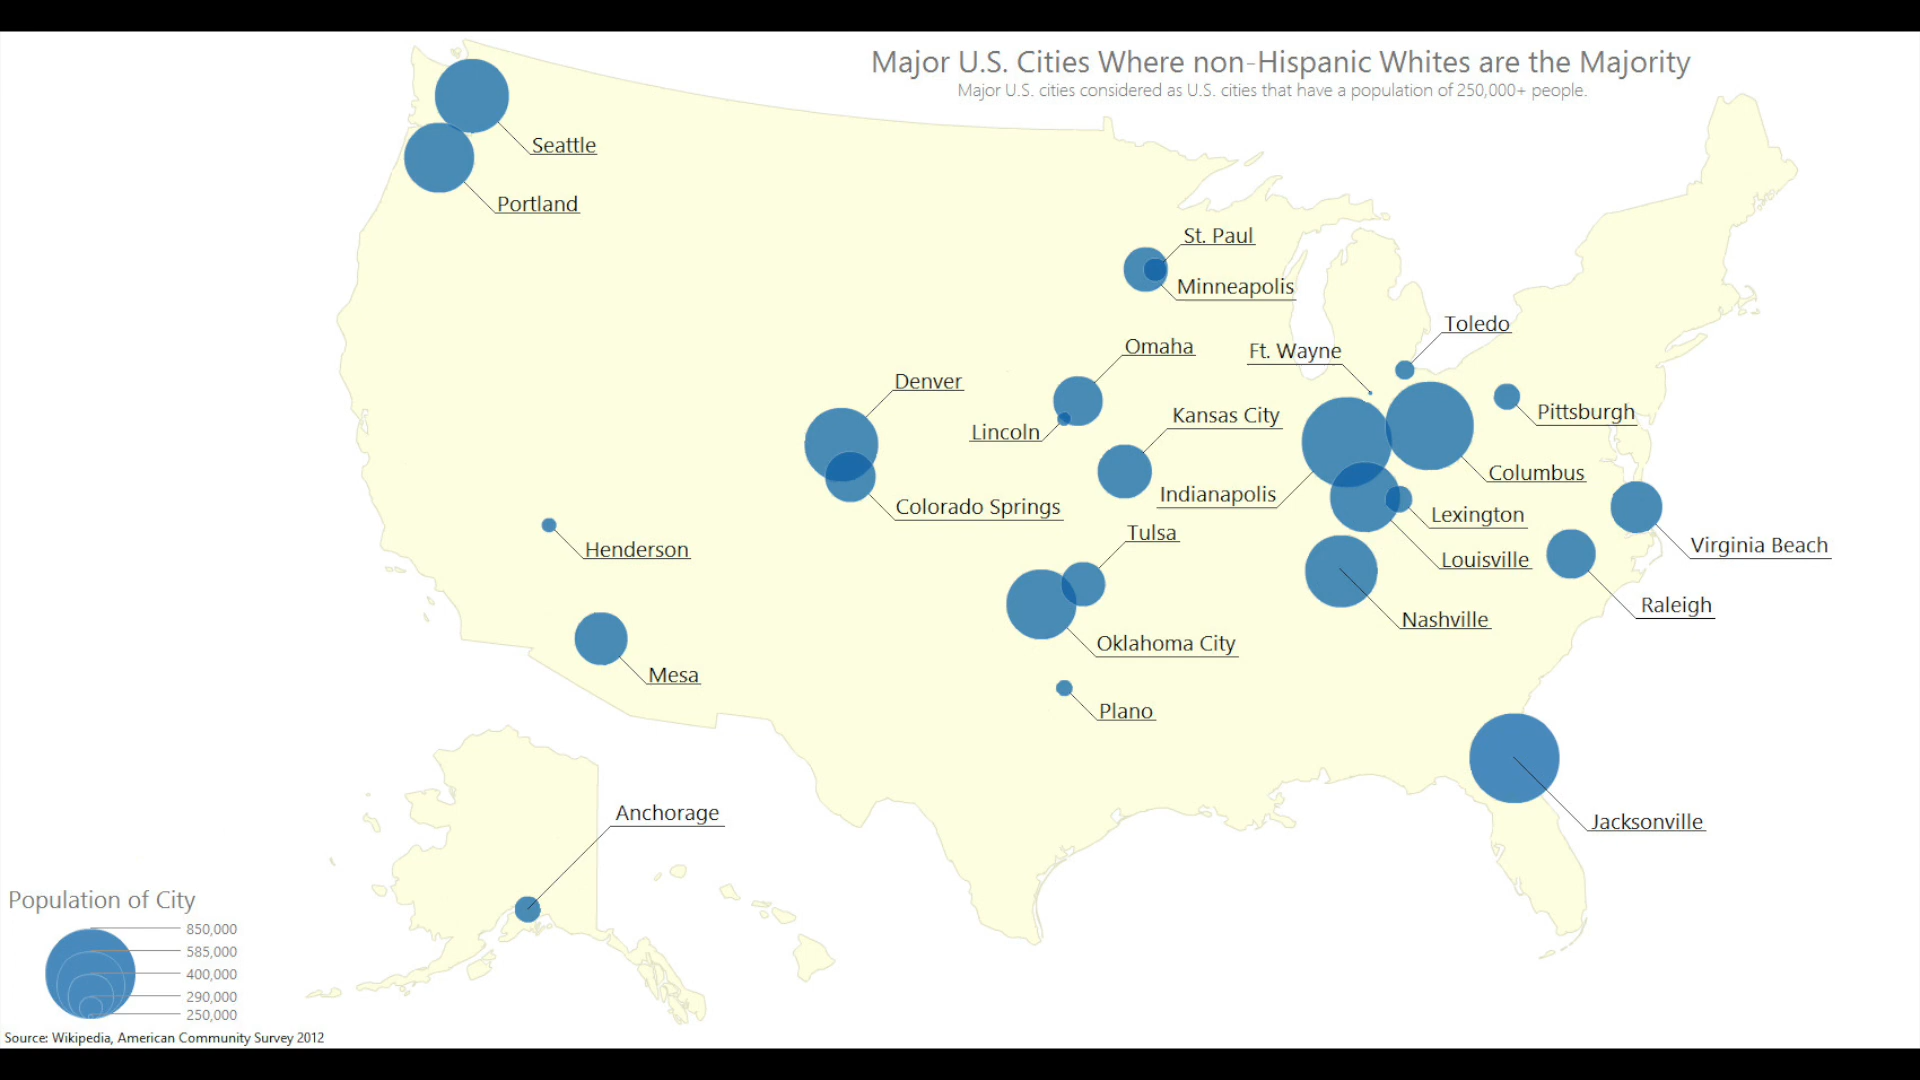 Major U.S. Cities Where non-Hispanic Whites are the Majority
Major U.S. cities considered as U.S. cities that have a population of 250,000+ people.
Seattle
Portland
St. Paul
Minneapolis
Toledo
Omaha
Ft. Wayne
Denver
Kansas City
Pittsburgh
Lincoln
Columbus
Indianapolis
Colorado Springs
Lexington
Tulsa
Virginia Beach
Henderson
Louisville
Raleigh
Nashville
Oklahoma City
Mesa
Plano
Anchorage
Jacksonville
Population of City
850,000
585,000
400,000
290,000
250,000
Source: Wikipedia, American Community Survey 2012